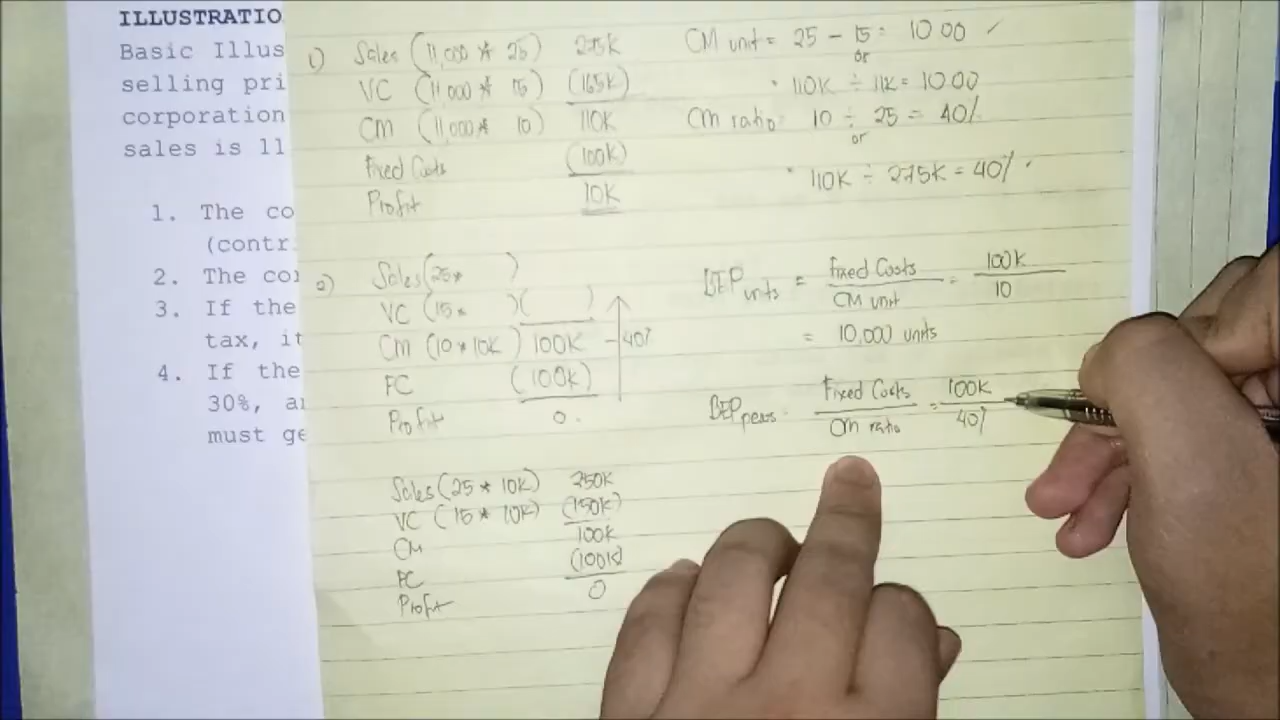 ILLUSTRATIO
Basic Illus
selling pri
corporation
sales is 11
1. The co
(contr
2. The co
3. If the
tax, it
4. If the
30%, a
must ge
1) Sales (11,000 * 25) 275K
VC (11,000 * 15) (165K)
CM (11,000 * 10) 110K
Fixed Costs (100K)
Profit 10K
CM unit = 25 - 15 = 10.00
or
110K ÷ 11K = 10.00
CM ratio: 10 ÷ 25 = 40%
or
110K ÷ 275K = 40%
2) Sales (25* )
VC (15* ) ( )
CM (10*10K) 100K - 40%
FC (100K)
Profit 0.
BEP units = Fixed Costs / CM unit = 100K / 10
= 10,000 units
BEP pesos = Fixed Costs / CM ratio = 100K / 40%
Sales (25 * 10K) 250K
VC (15 * 10K) (150K)
CM 100K
FC (100K)
Profit 0